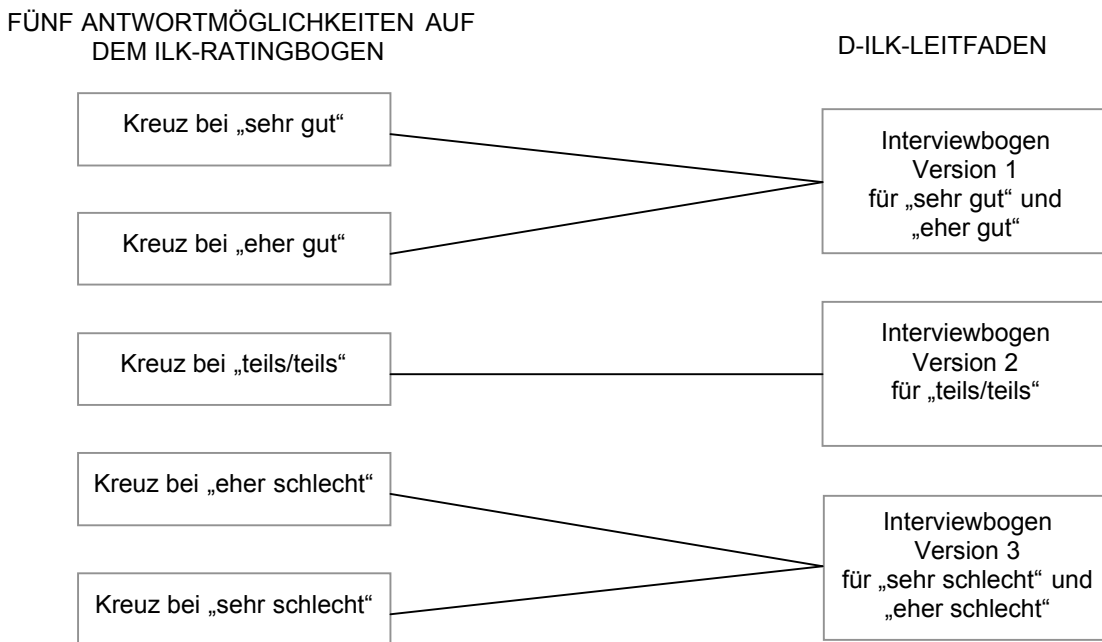 FÜNF ANTWORTMÖGLICHKEITEN AUF
DEM ILK-RATINGBOGEN
Kreuz bei „sehr gut“
Kreuz bei „eher gut“
Kreuz bei „teils/teils“
Kreuz bei „eher schlecht“
Kreuz bei „sehr schlecht“
D-ILK-LEITFADEN
Interviewbogen
Version 1
für „sehr gut“ und
„eher gut“
Interviewbogen
Version 2
für „teils/teils“
Interviewbogen
Version 3
für „sehr schlecht“ und
„eher schlecht“